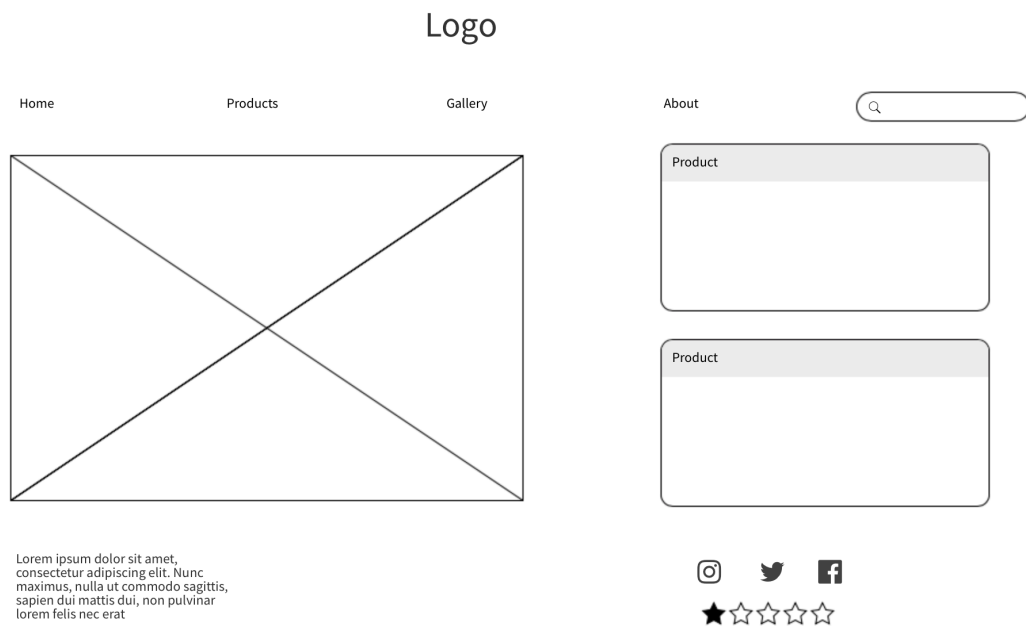 Logo
Home
Products
Gallery
About
Product
Product
Lorem ipsum dolor sit amet,
consectetur adipiscing elit. Nunc
maximus, nulla ut commodo sagittis,
sapien dui mattis dui, non pulvinar
lorem felis nec erat